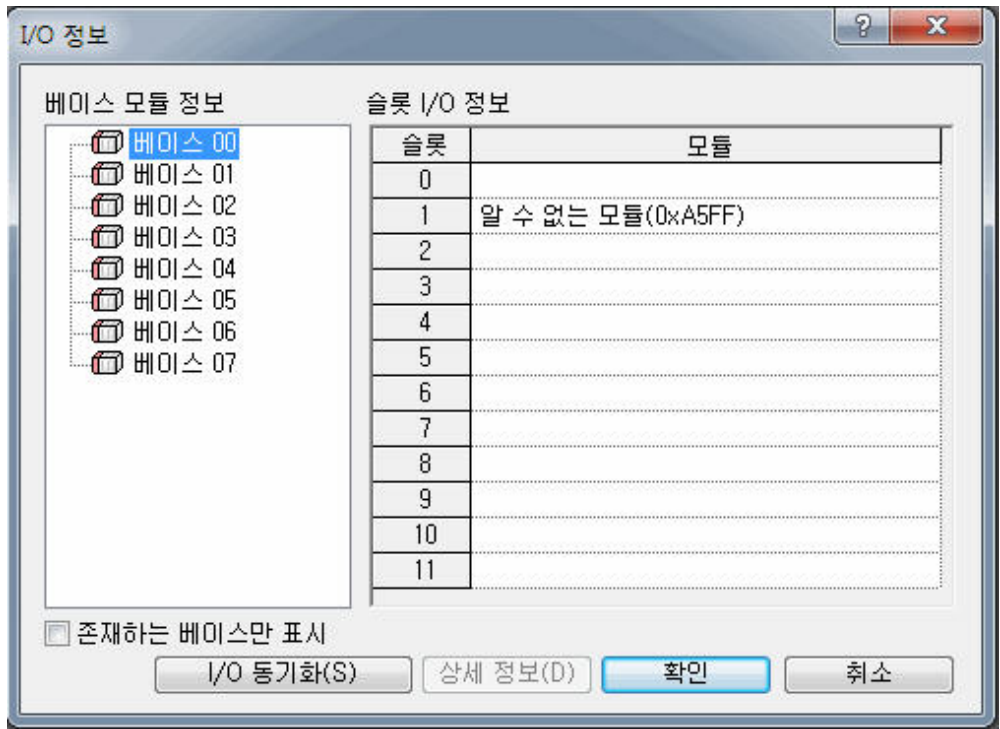 I/O 정보
베이스 모듈 정보
베이스 00
베이스 01
베이스 02
베이스 03
베이스 04
베이스 05
베이스 06
베이스 07
슬롯 I/O 정보
슬롯 모듈
0
1 알 수 없는 모듈(0xA5FF)
2
3
4
5
6
7
8
9
10
11
존재하는 베이스만 표시
I/O 동기화(S) 상세 정보(D) 확인 취소